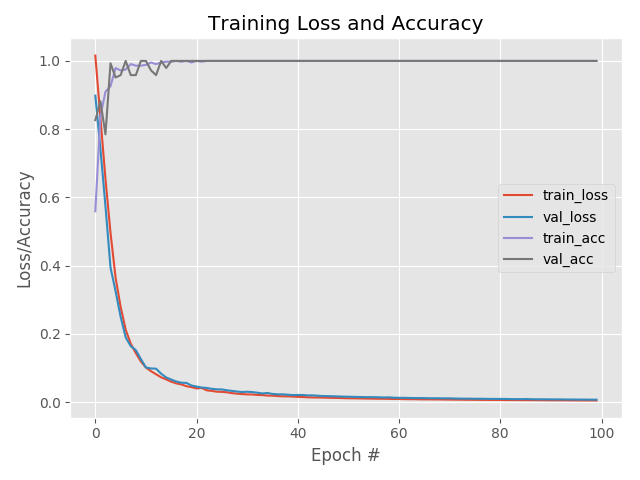 Training Loss and Accuracy
1.0
0.8
0.6
0.4
0.2
0.0
Loss/Accuracy
train_loss
val_loss
train_acc
val_acc
0
20
40
60
80
100
Epoch #